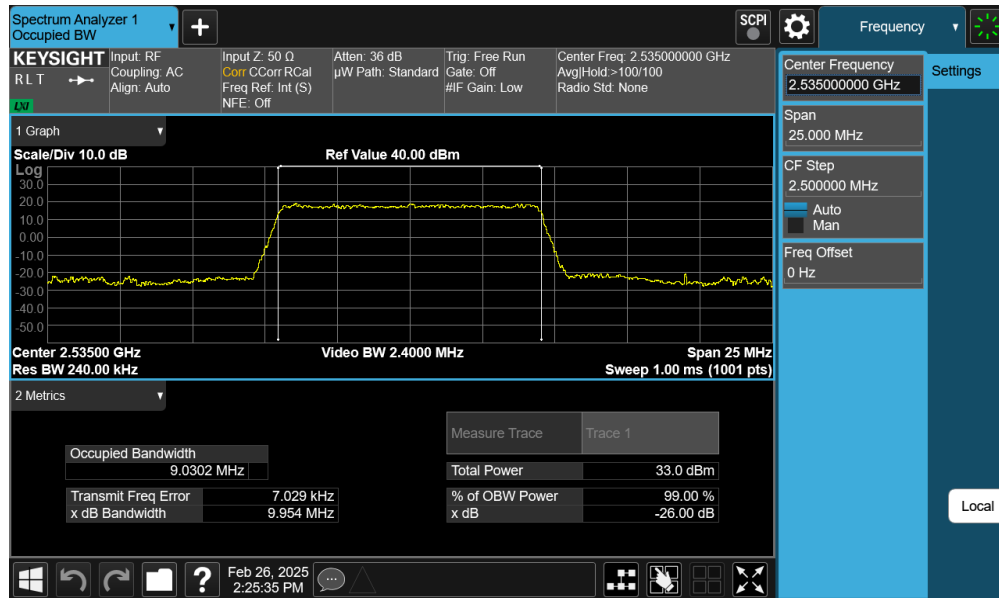 Spectrum Analyzer 1
Occupied BW
+
SCPI
Frequency
KEYSIGHT
RLT
LXI
Input: RF
Coupling: AC
Align: Auto
Input Z: 50 Ω
Corr CCorr RCal
Freq Ref: Int (S)
NFE: Off
Atten: 36 dB
µW Path: Standard
Trig: Free Run
Gate: Off
#IF Gain: Low
Center Freq: 2.535000000 GHz
Avg|Hold:>100/100
Radio Std: None
Center Frequency
2.535000000 GHz
Settings
Span
25.000 MHz
CF Step
2.500000 MHz
Auto
Man
Freq Offset
0 Hz
Local
1 Graph
Scale/Div 10.0 dB
Ref Value 40.00 dBm
Log
30.0
20.0
10.0
0.00
-10.0
-20.0
-30.0
-40.0
-50.0
Center 2.53500 GHz
Video BW 2.4000 MHz
Span 25 MHz
Res BW 240.00 kHz
Sweep 1.00 ms (1001 pts)
2 Metrics
Measure Trace
Trace 1
Occupied Bandwidth
9.0302 MHz
Total Power
33.0 dBm
Transmit Freq Error
7.029 kHz
% of OBW Power
99.00 %
x dB Bandwidth
9.954 MHz
x dB
-26.00 dB
?
Feb 26, 2025
2:25:35 PM